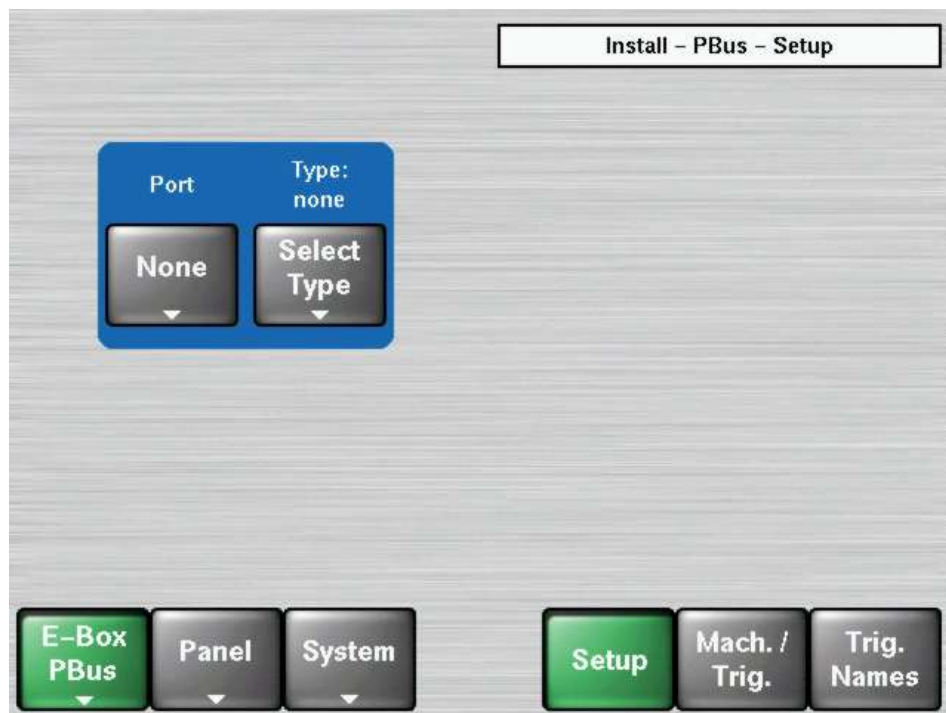 Install – PBus – Setup
Port
Type:
none
None
Select
Type
E–Box
PBus
Panel
System
Setup
Mach. /
Trig.
Trig.
Names